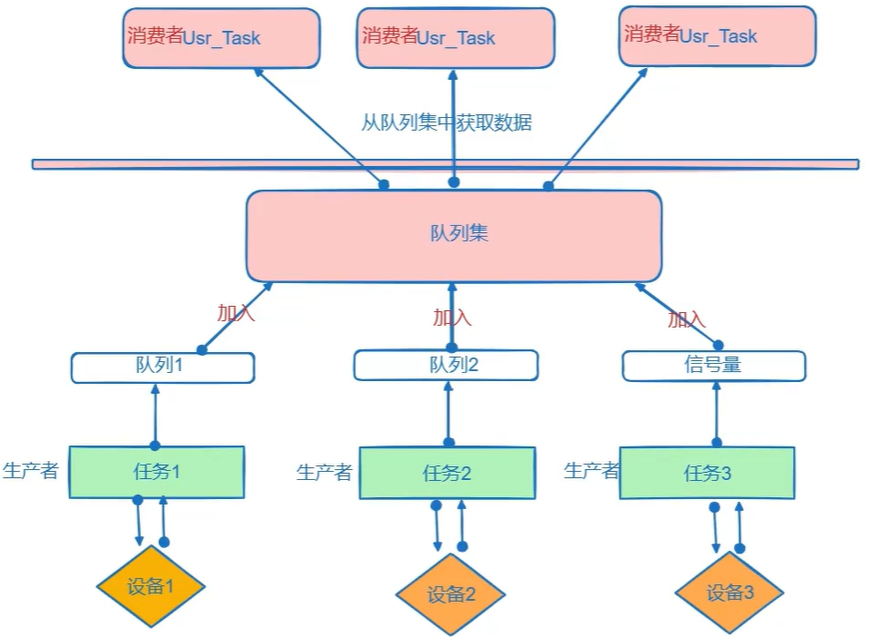 消费者Usr_Task
消费者Usr_Task
消费者Usr_Task
从队列集中获取数据
队列集
加入
加入
加入
队列1
队列2
信号量
生产者
任务1
生产者
任务2
生产者
任务3
设备1
设备2
设备3